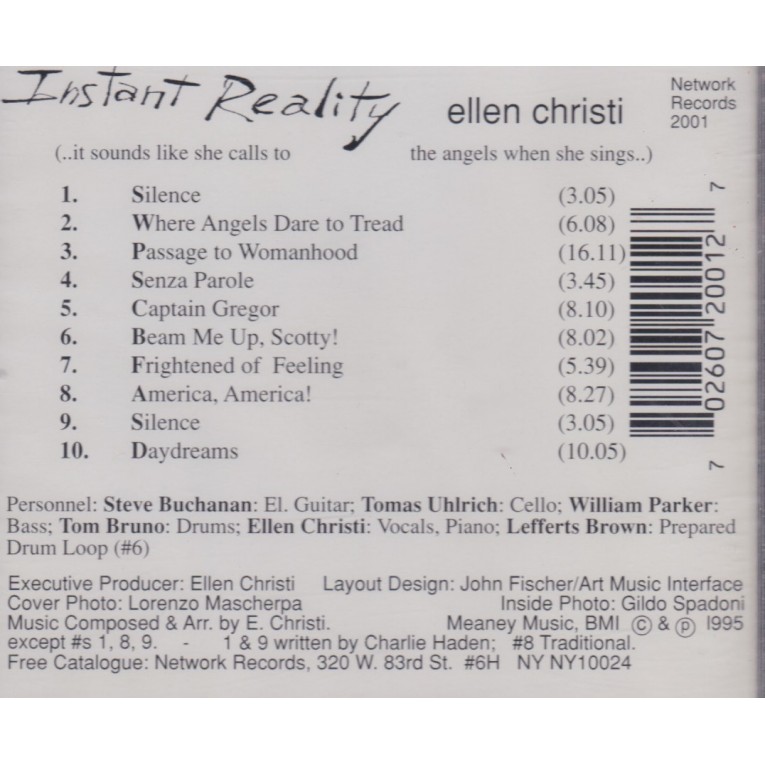 Instant Reality ellen christi
Network
Records
2001
(..it sounds like she calls to the angels when she sings..)
1. Silence (3.05)
2. Where Angels Dare to Tread (6.08)
3. Passage to Womanhood (16.11)
4. Senza Parole (3.45)
5. Captain Gregor (8.10)
6. Beam Me Up, Scotty! (8.02)
7. Frightened of Feeling (5.39)
8. America, America! (8.27)
9. Silence (3.05)
10. Daydreams (10.05)
7 02607 20012 7
Personnel: Steve Buchanan: El. Guitar; Tomas Uhlrich: Cello; William Parker:
Bass; Tom Bruno: Drums; Ellen Christi: Vocals, Piano; Lefferts Brown: Prepared
Drum Loop (#6)
Executive Producer: Ellen Christi Layout Design: John Fischer/Art Music Interface
Cover Photo: Lorenzo Mascherpa Inside Photo: Gildo Spadoni
Music Composed & Arr. by E. Christi. Meaney Music, BMI © & ℗ I995
except #s 1, 8, 9. - 1 & 9 written by Charlie Haden; #8 Traditional.
Free Catalogue: Network Records, 320 W. 83rd St. #6H NY NY10024